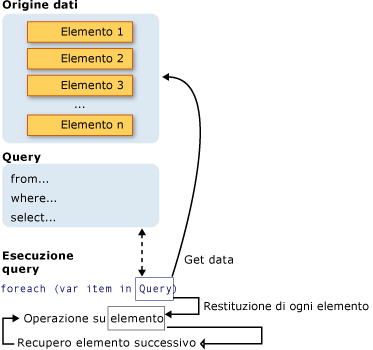 Origine dati
Elemento 1
Elemento 2
Elemento 3
...
Elemento n
Query
from...
where...
select...
Esecuzione
query
Get data
foreach (var item in Query)
Restituzione di ogni elemento
Operazione su elemento
Recupero elemento successivo